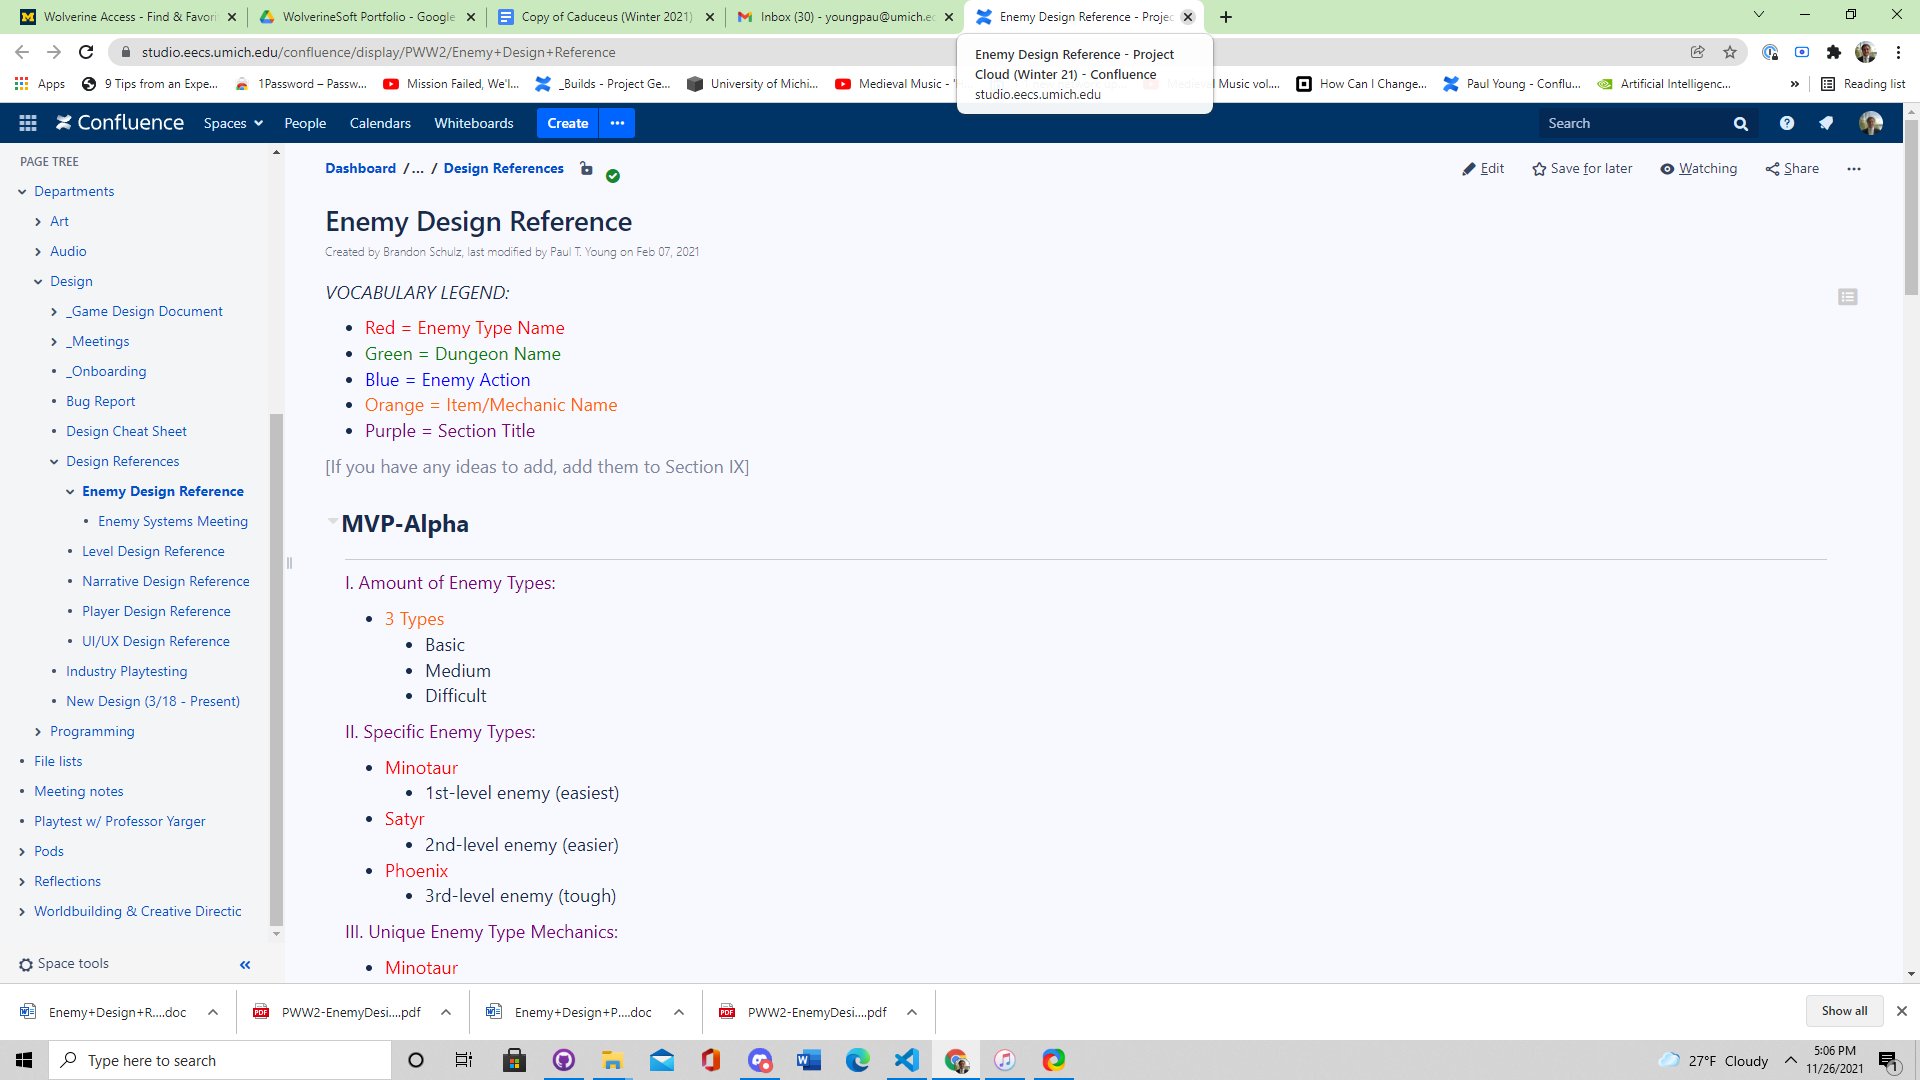 Wolverine Access - Find & Favori
WolverineSoft Portfolio - Google
Copy of Caduceus (Winter 2021)
Inbox (30) - youngpau@umich.e
Enemy Design Reference - Projec
studio.eecs.umich.edu/confluence/display/PWW2/Enemy+Design+Reference
Enemy Design Reference - Project
Cloud (Winter 21) - Confluence
studio.eecs.umich.edu
Apps
9 Tips from an Expe...
1Password – Passw...
Mission Failed, We'l...
_Builds - Project Ge...
University of Michi...
Medieval Music -
Medieval Music vol....
How Can I Change...
Paul Young - Conflu...
Artificial Intelligenc...
»
Reading list
Confluence
Spaces
People
Calendars
Whiteboards
Create
Search
PAGE TREE
Departments
Art
Audio
Design
_Game Design Document
_Meetings
_Onboarding
Bug Report
Design Cheat Sheet
Design References
Enemy Design Reference
Enemy Systems Meeting
Level Design Reference
Narrative Design Reference
Player Design Reference
UI/UX Design Reference
Industry Playtesting
New Design (3/18 - Present)
Programming
File lists
Meeting notes
Playtest w/ Professor Yarger
Pods
Reflections
Worldbuilding & Creative Directic
Space tools
«
Dashboard /... / Design References
Edit
Save for later
Watching
Share
Enemy Design Reference
Created by Brandon Schulz, last modified by Paul T. Young on Feb 07, 2021
VOCABULARY LEGEND:
• Red = Enemy Type Name
• Green = Dungeon Name
• Blue = Enemy Action
• Orange = Item/Mechanic Name
• Purple = Section Title
[If you have any ideas to add, add them to Section IX]
MVP-Alpha
I. Amount of Enemy Types:
• 3 Types
• Basic
• Medium
• Difficult
II. Specific Enemy Types:
• Minotaur
• 1st-level enemy (easiest)
• Satyr
• 2nd-level enemy (easier)
• Phoenix
• 3rd-level enemy (tough)
III. Unique Enemy Type Mechanics:
• Minotaur
Enemy+Design+R....doc
PWW2-EnemyDesi....pdf
Enemy+Design+P....doc
PWW2-EnemyDesi....pdf
Show all
Type here to search
27°F Cloudy
5:06 PM
11/26/2021
1